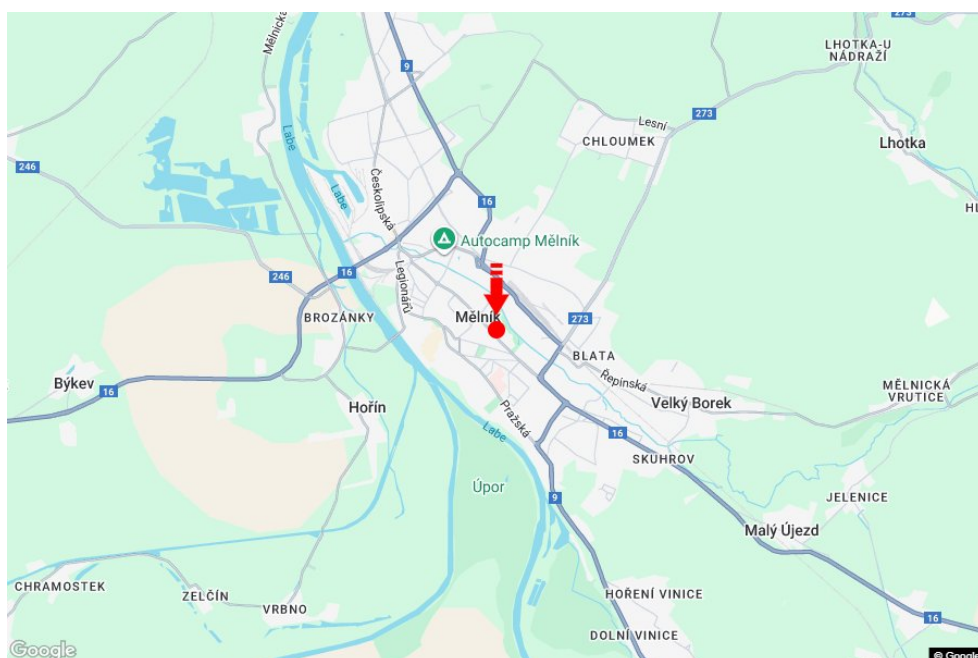 273
LHOTKA-U
NÁDRAŽÍ
Mělnická
9
273
Lesní
CHLOUMEK
Labe
Lhotka
246
Labe
Českolipská
16
Autocamp Mělník
Legionářů
16
246
BROZÁNKY
Mělník
273
BLATA
Řepínská
Býkev
16
MĚLNICKÁ
VRUTICE
Hořín
Pražská
Velký Borek
Labe
16
SKUHROV
Úpor
9
JELENICE
Malý Újezd
CHRAMOSTEK
ZELČÍN
VRBNO
HOŘENÍ VINICE
16
DOLNÍ VINICE
Google
© Google